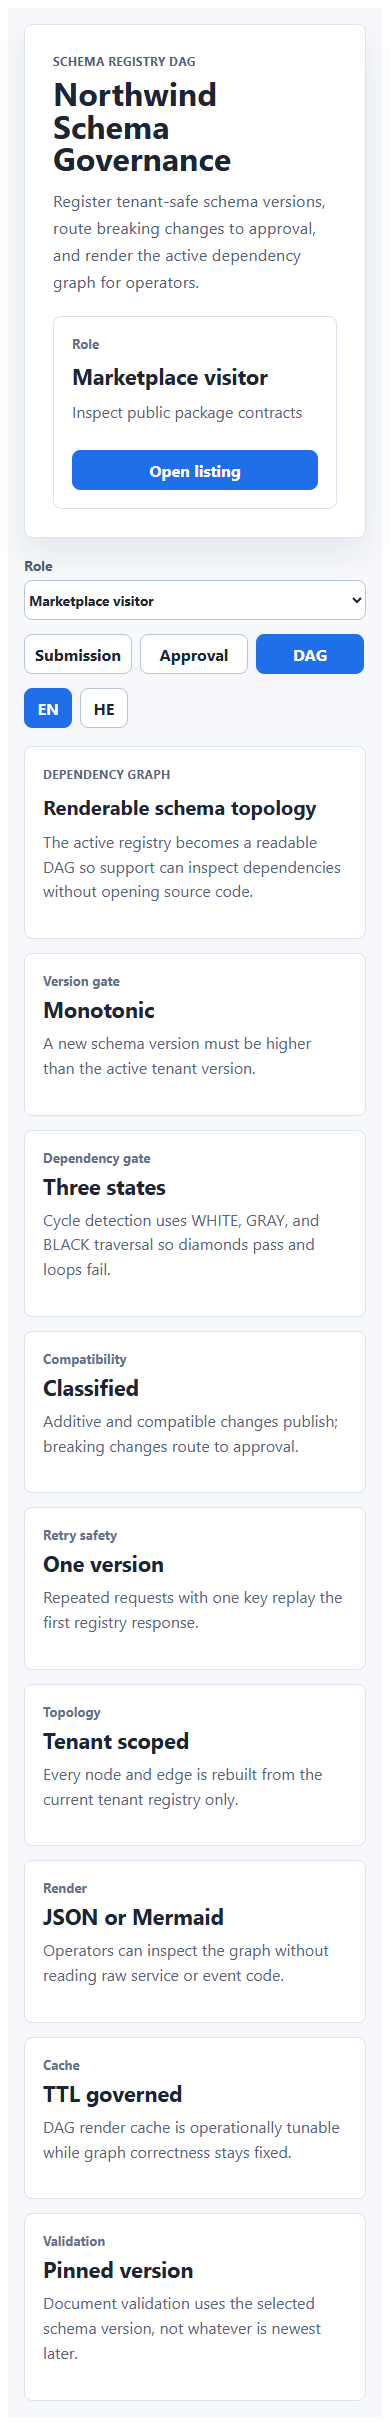 SCHEMA REGISTRY DAG
Northwind
Schema
Governance
Register tenant-safe schema versions,
route breaking changes to approval,
and render the active dependency
graph for operators.
Role
Marketplace visitor
Inspect public package contracts
Open listing
Role
Marketplace visitor
Submission
Approval
DAG
EN
HE
DEPENDENCY GRAPH
Renderable schema topology
The active registry becomes a readable
DAG so support can inspect dependencies
without opening source code.
Version gate
Monotonic
A new schema version must be higher
than the active tenant version.
Dependency gate
Three states
Cycle detection uses WHITE, GRAY, and
BLACK traversal so diamonds pass and
loops fail.
Compatibility
Classified
Additive and compatible changes publish;
breaking changes route to approval.
Retry safety
One version
Repeated requests with one key replay the
first registry response.
Topology
Tenant scoped
Every node and edge is rebuilt from the
current tenant registry only.
Render
JSON or Mermaid
Operators can inspect the graph without
reading raw service or event code.
Cache
TTL governed
DAG render cache is operationally tunable
while graph correctness stays fixed.
Validation
Pinned version
Document validation uses the selected
schema version, not whatever is newest
later.